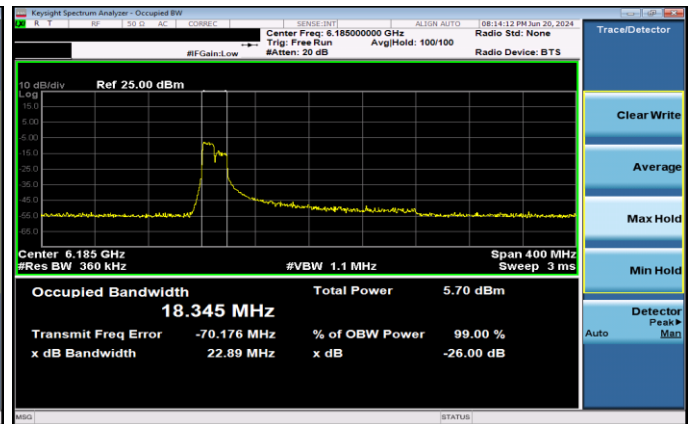 Keysight Spectrum Analyzer - Occupied BW
R T RF 50 Ω AC CORREC SENSE:INT ALIGN AUTO 08:14:12 PM Jun 20, 2024
Center Freq: 6.185000000 GHz Radio Std: None
Trig: Free Run Avg|Hold: 100/100
#IFGain:Low #Atten: 20 dB Radio Device: BTS
10 dB/div Ref 25.00 dBm
Log
15.0
5.00
-5.00
-15.0
-25.0
-35.0
-45.0
-55.0
-65.0
Center 6.185 GHz Span 400 MHz
#Res BW 360 kHz #VBW 1.1 MHz Sweep 3 ms
Occupied Bandwidth Total Power 5.70 dBm
18.345 MHz
Transmit Freq Error -70.176 MHz % of OBW Power 99.00 %
x dB Bandwidth 22.89 MHz x dB -26.00 dB
MSG STATUS
Trace/Detector
Clear Write
Average
Max Hold
Min Hold
Detector
Peak▶
Auto Man